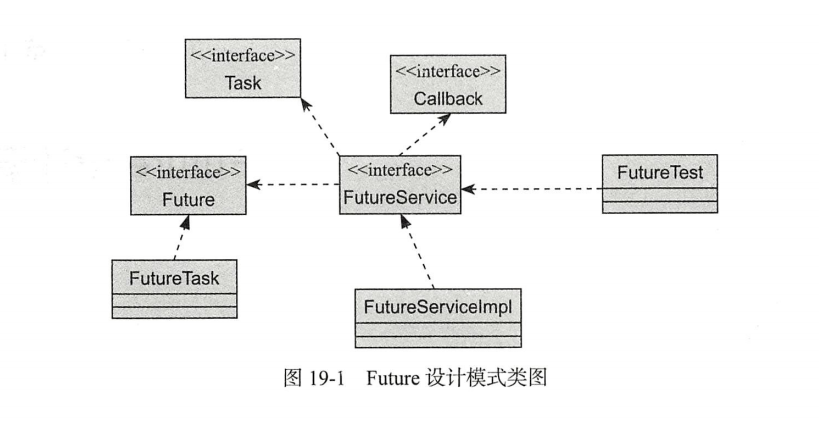 <<interface>>
Task
<<interface>>
Callback
<<interface>>
Future
<<interface>>
FutureService
FutureTest
FutureTask
FutureServiceImpl
图 19-1 Future 设计模式类图